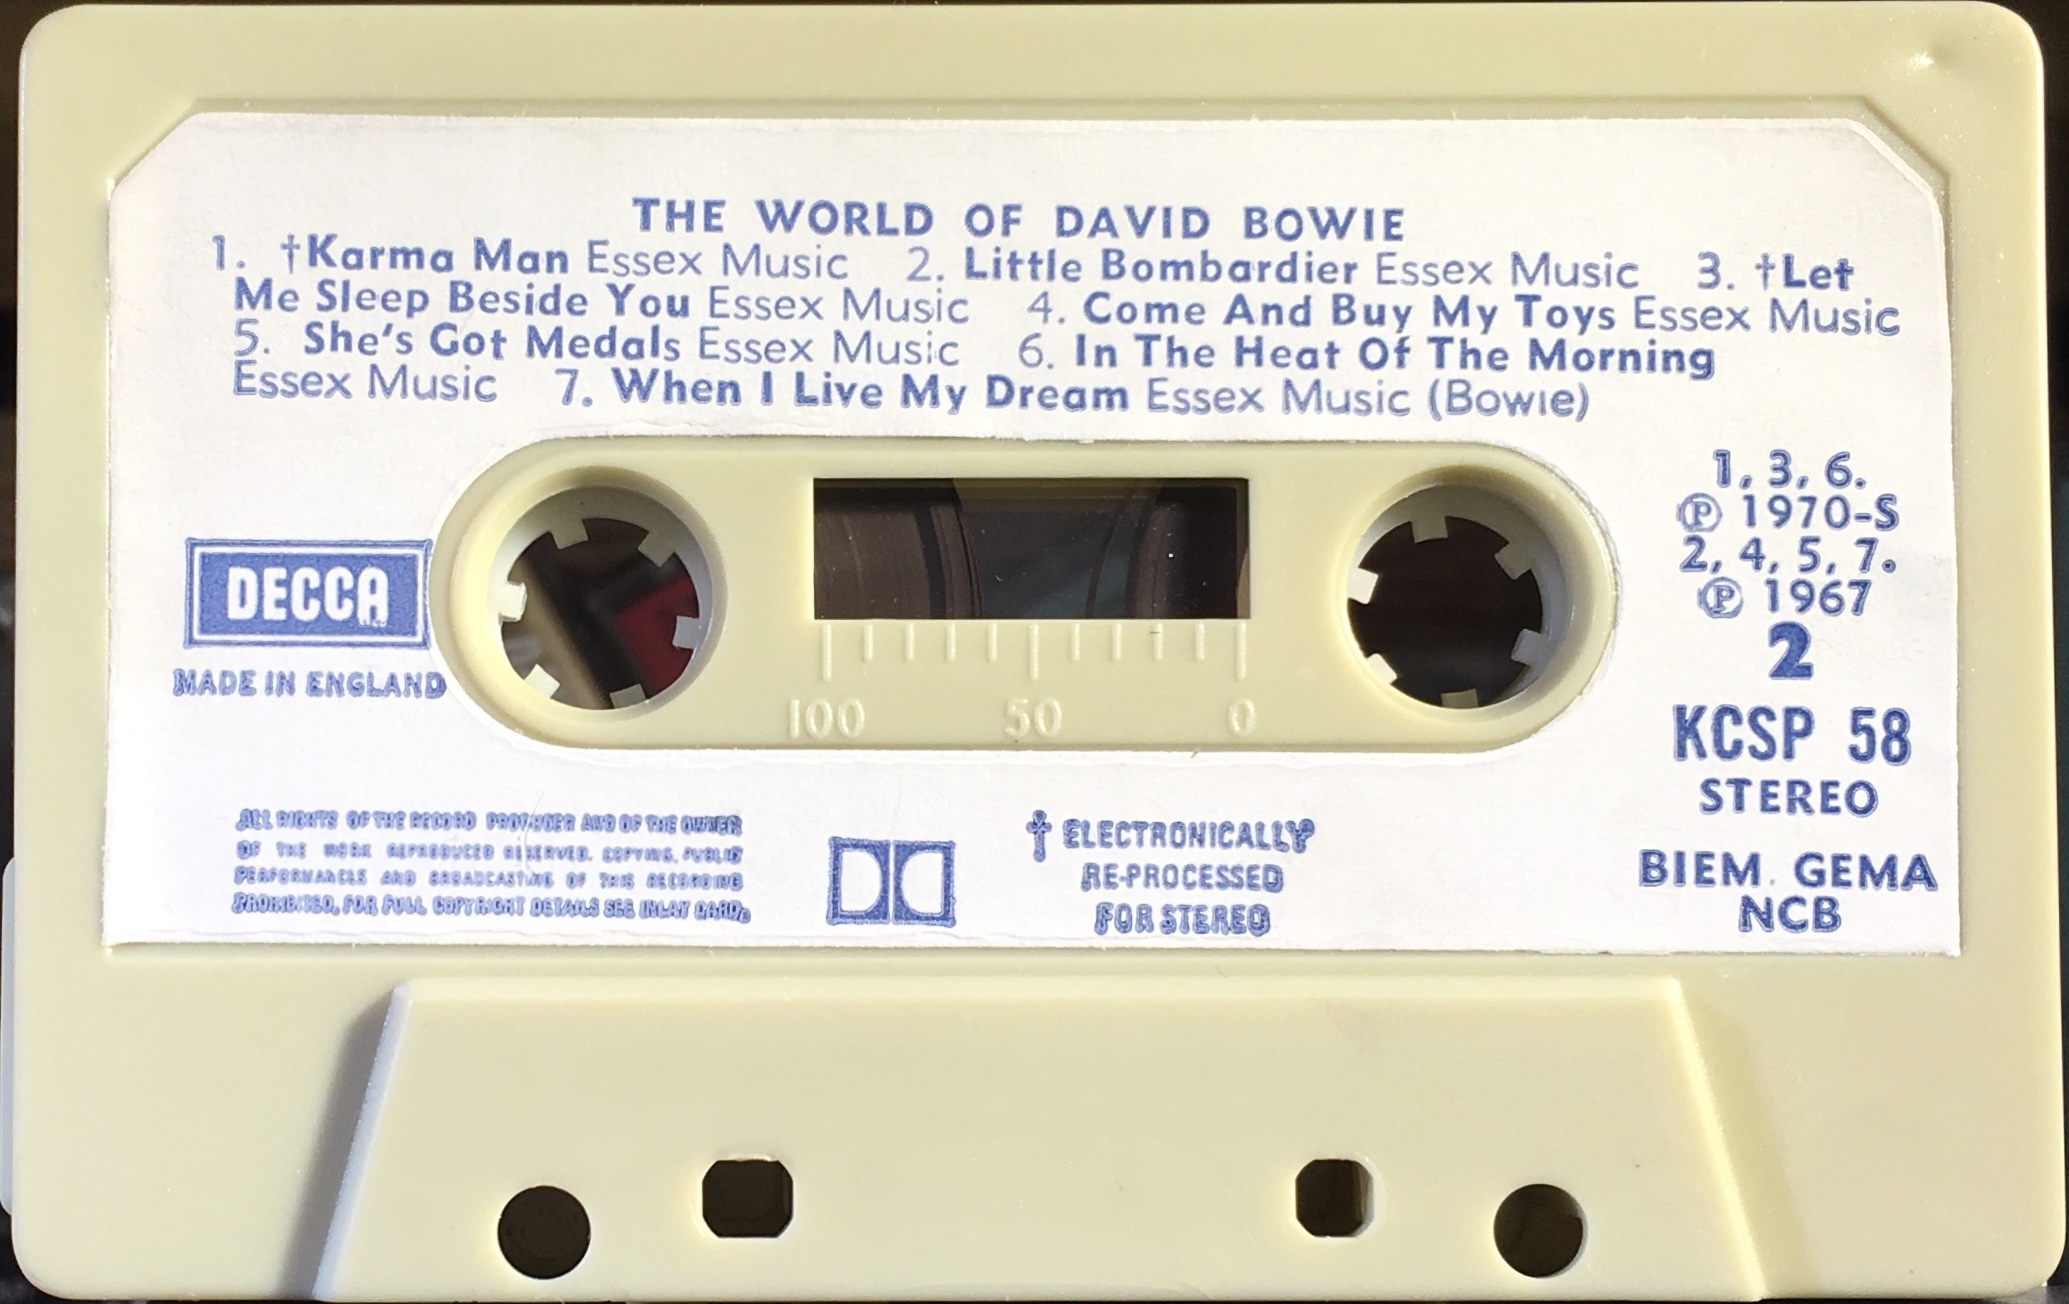 THE WORLD OF DAVID BOWIE
1. †Karma Man Essex Music 2. Little Bombardier Essex Music 3. †Let
Me Sleep Beside You Essex Music 4. Come And Buy My Toys Essex Music
5. She's Got Medals Essex Music 6. In The Heat Of The Morning
Essex Music 7. When I Live My Dream Essex Music (Bowie)
1, 3, 6.
℗ 1970-S
2, 4, 5, 7.
℗ 1967
2
KCSP 58
STEREO
BIEM. GEMA
NCB
DECCA
MADE IN ENGLAND
100 50 0
ALL RIGHTS OF THE RECORD PRODUCER AND OF THE OWNER
OF THE WORK REPRODUCED RESERVED. COPYING, PUBLIC
PERFORMANCES AND BROADCASTING OF THIS RECORDING
PROHIBITED, FOR FULL COPYRIGHT DETAILS SEE INLAY CARD.
† ELECTRONICALLY
RE-PROCESSED
FOR STEREO